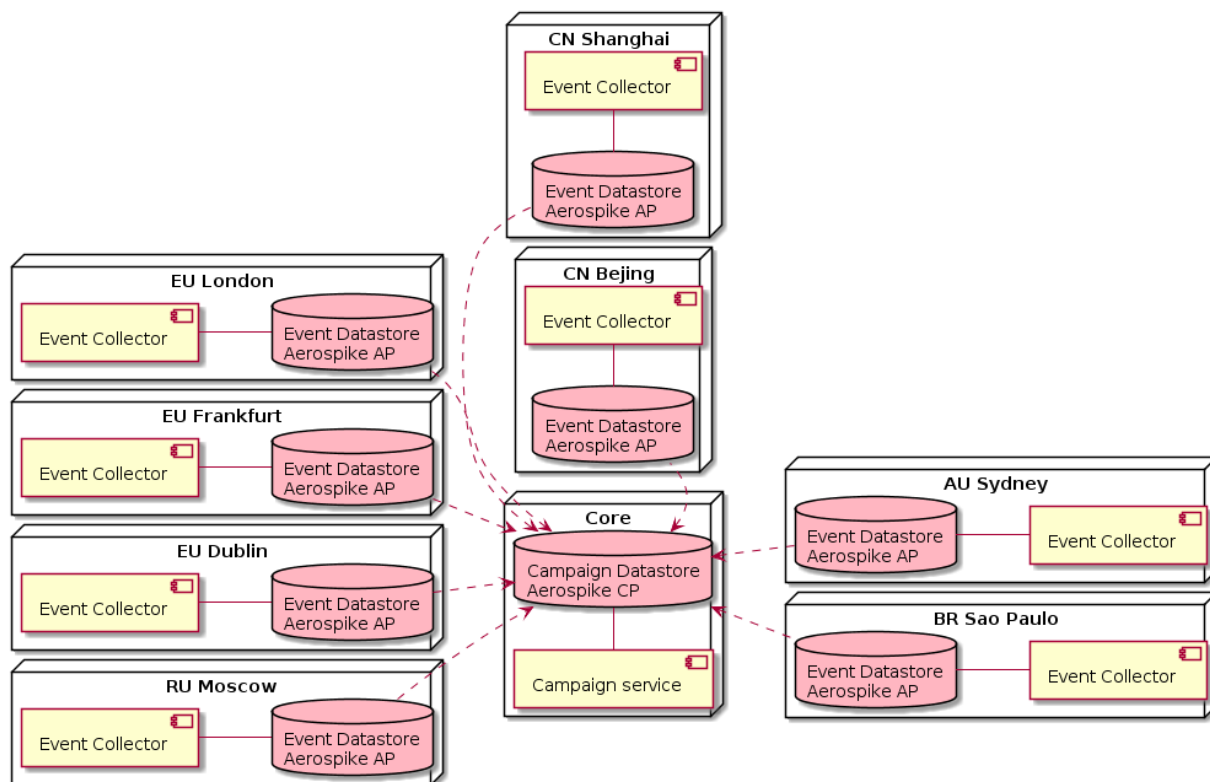 CN Shanghai
Event Collector
Event Datastore
Aerospike AP
CN Bejing
Event Collector
Event Datastore
Aerospike AP
EU London
Event Collector
Event Datastore
Aerospike AP
EU Frankfurt
Event Collector
Event Datastore
Aerospike AP
EU Dublin
Event Collector
Event Datastore
Aerospike AP
RU Moscow
Event Collector
Event Datastore
Aerospike AP
Core
Campaign Datastore
Aerospike CP
Campaign service
AU Sydney
Event Datastore
Aerospike AP
Event Collector
BR Sao Paulo
Event Datastore
Aerospike AP
Event Collector